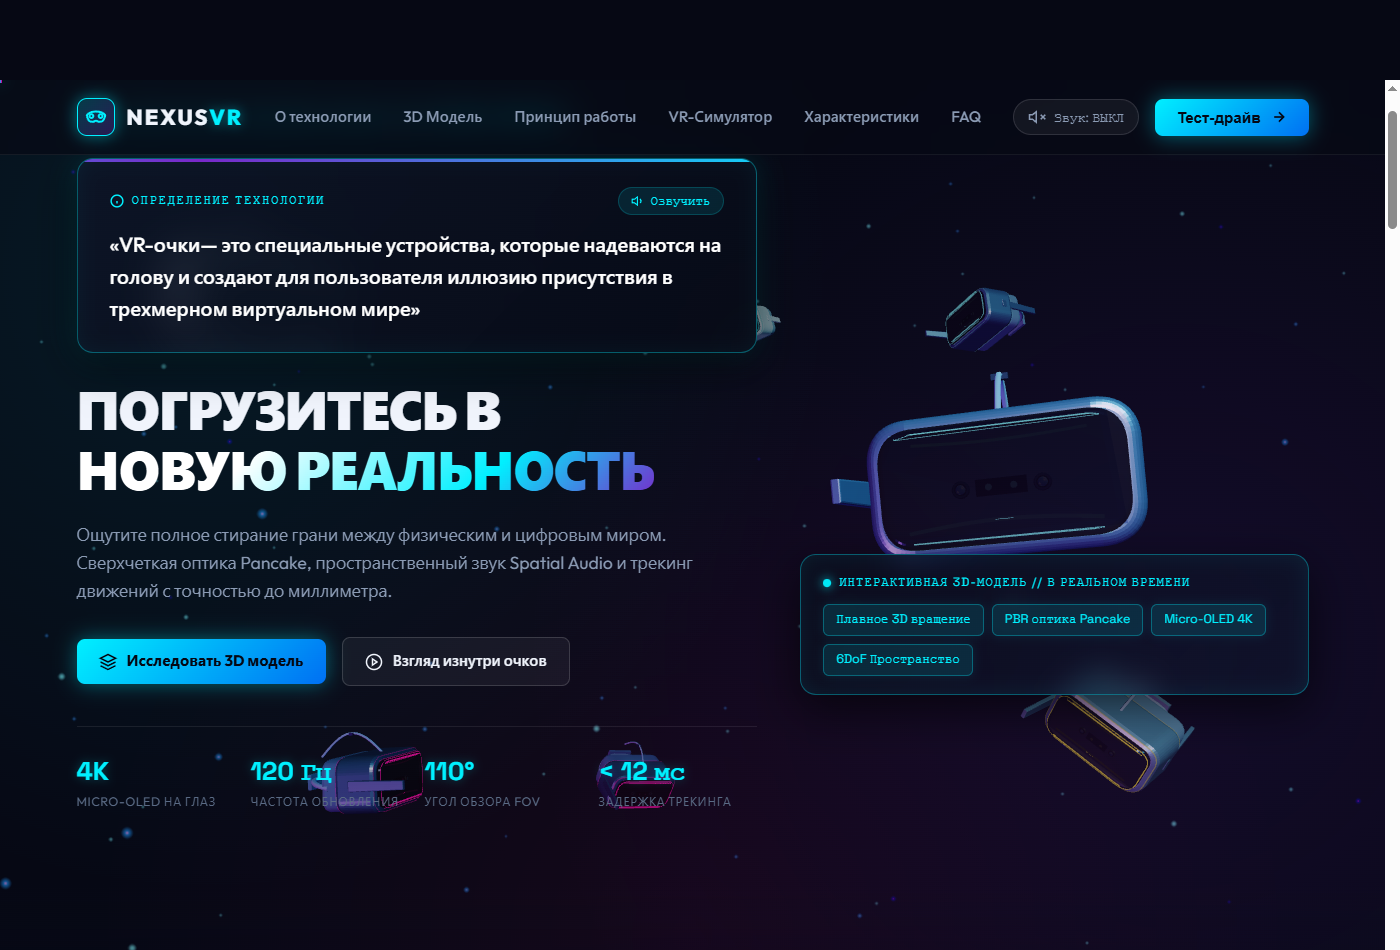 NEXUSVR
О технологии
3D Модель
Принцип работы
VR-Симулятор
Характеристики
FAQ
Звук: ВЫКЛ
Тест-драйв
ОПРЕДЕЛЕНИЕ ТЕХНОЛОГИИ
Озвучить
«VR-очки— это специальные устройства, которые надеваются на
голову и создают для пользователя иллюзию присутствия в
трехмерном виртуальном мире»
ПОГРУЗИТЕСЬ В
НОВУЮ РЕАЛЬНОСТЬ
Ощутите полное стирание грани между физическим и цифровым миром.
Сверхчеткая оптика Pancake, пространственный звук Spatial Audio и трекинг
движений с точностью до миллиметра.
Исследовать 3D модель
Взгляд изнутри очков
ИНТЕРАКТИВНАЯ 3D-МОДЕЛЬ // В РЕАЛЬНОМ ВРЕМЕНИ
Плавное 3D вращение
PBR оптика Pancake
Micro-OLED 4K
6DoF Пространство
4K
120 Гц
110°
< 12 мс
MICRO-OLED НА ГЛАЗ
ЧАСТОТА ОБНОВЛЕНИЯ
УГОЛ ОБЗОРА FOV
ЗАДЕРЖКА ТРЕКИНГА